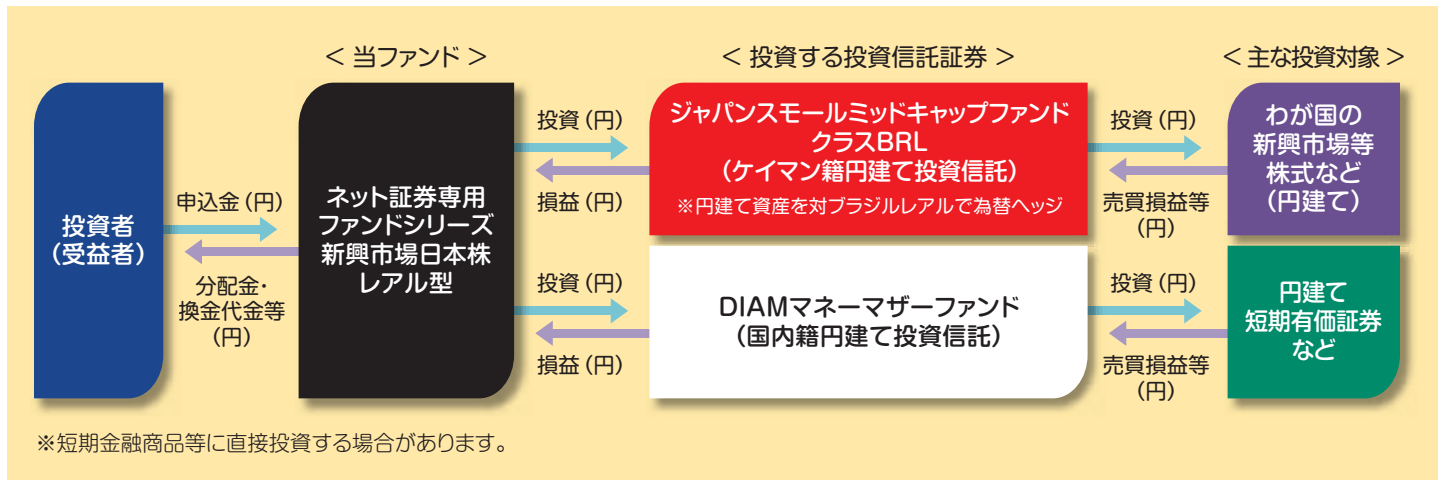 ＜ 当ファンド ＞
＜ 投資する投資信託証券 ＞
＜ 主な投資対象 ＞
投資者
（受益者）
申込金（円）
分配金・
換金代金等
（円）
ネット証券専用
ファンドシリーズ
新興市場日本株
レアル型
投資（円）
損益（円）
ジャパンスモールミッドキャップファンド
クラスBRL
（ケイマン籍円建て投資信託）
※円建て資産を対ブラジルレアルで為替ヘッジ
投資（円）
売買損益等
（円）
わが国の
新興市場等
株式など
（円建て）
投資（円）
損益（円）
DIAMマネーマザーファンド
（国内籍円建て投資信託）
投資（円）
売買損益等
（円）
円建て
短期有価証券
など
※短期金融商品等に直接投資する場合があります。